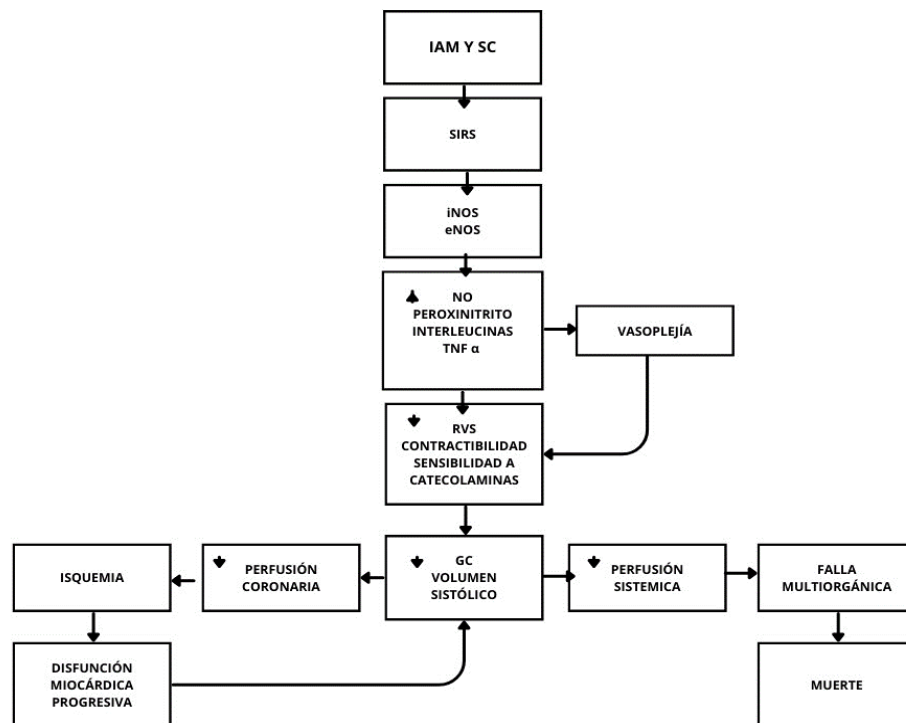 IAM Y SC
SIRS
iNOS
eNOS
NO
PEROXINITRITO
INTERLEUCINAS
TNF α
VASOPLEJÍA
RVS
CONTRACTIBILIDAD
SENSIBILIDAD A
CATECOLAMINAS
ISQUEMIA
PERFUSIÓN
CORONARIA
GC
VOLUMEN
SISTÓLICO
PERFUSIÓN
SISTEMICA
FALLA
MULTIORGÁNICA
DISFUNCIÓN
MIOCÁRDICA
PROGRESIVA
MUERTE